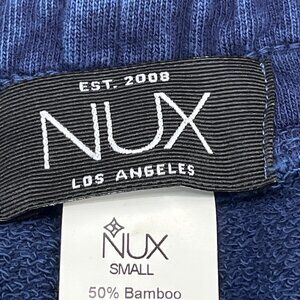 EST. 2008
NUX
LOS ANGELES
NUX
SMALL
50% Bamboo